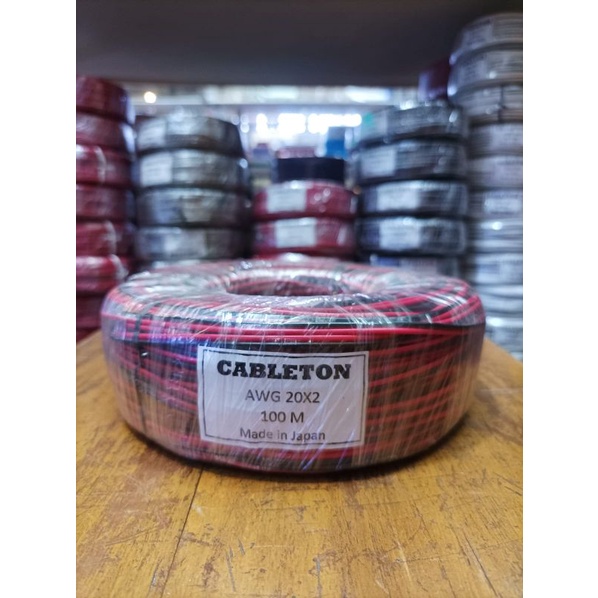 CABLETON
AWG 20X2
100 M
Made in Japan